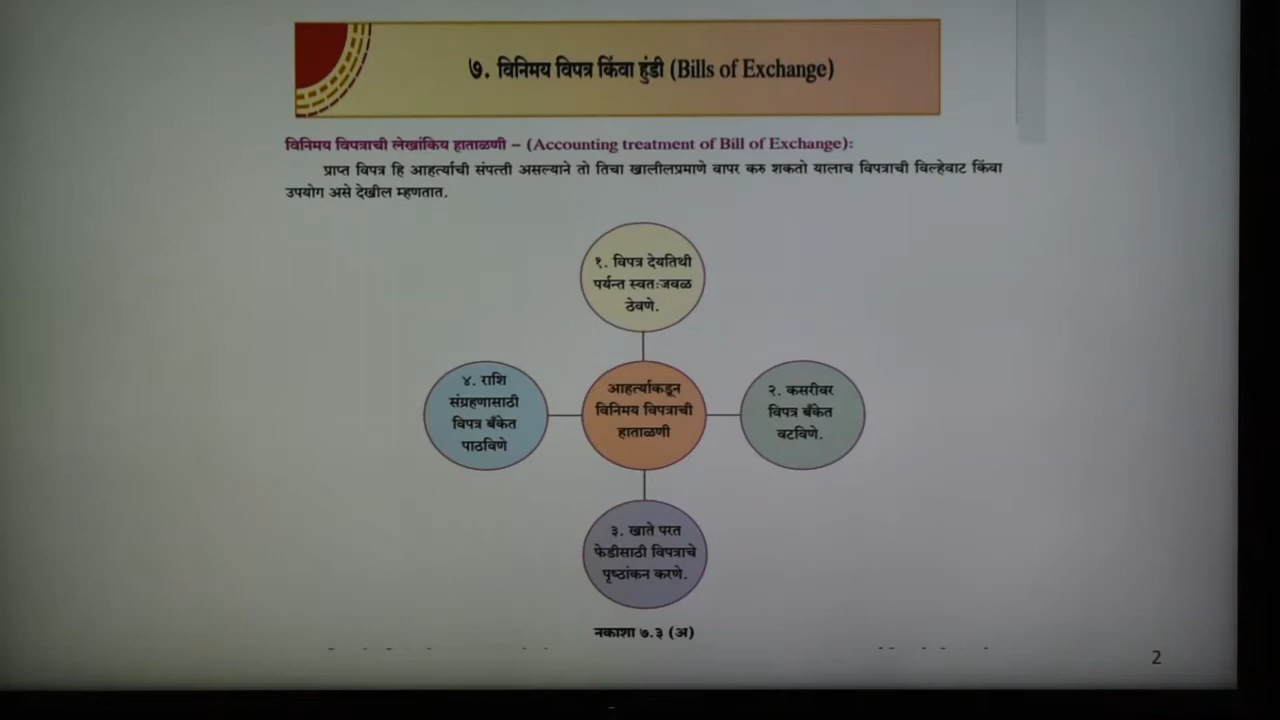 ७. विनिमय विपत्र किंवा हुंडी (Bills of Exchange)
विनिमय विपत्राची लेखांकिय हाताळणी – (Accounting treatment of Bill of Exchange):
प्राप्त विपत्र हि आहर्त्याची संपत्ती असल्याने तो तिचा खालीलप्रमाणे वापर करु शकतो यालाच विपत्राची विल्हेवाट किंवा
उपयोग असे देखील म्हणतात.
१. विपत्र देयतिथी
पर्यन्त स्वतःजवळ
ठेवणे.
४. राशि
संग्रहणासाठी
विपत्र बँकेत
पाठविणे
आहर्त्याकडून
विनिमय विपत्राची
हाताळणी
२. कसरीवर
विपत्र बँकेत
वटविणे.
३. खाते परत
फेडीसाठी विपत्राचे
पृष्ठांकन करणे.
नकाशा ७.३ (अ)
2